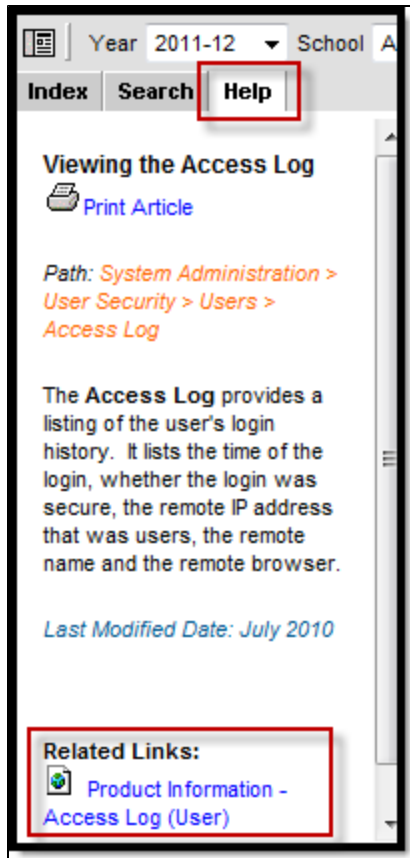 Year 2011-12 School A
Index Search Help
Viewing the Access Log
Print Article
Path: System Administration >
User Security > Users >
Access Log
The Access Log provides a
listing of the user's login
history. It lists the time of the
login, whether the login was
secure, the remote IP address
that was users, the remote
name and the remote browser.
Last Modified Date: July 2010
Related Links:
Product Information -
Access Log (User)